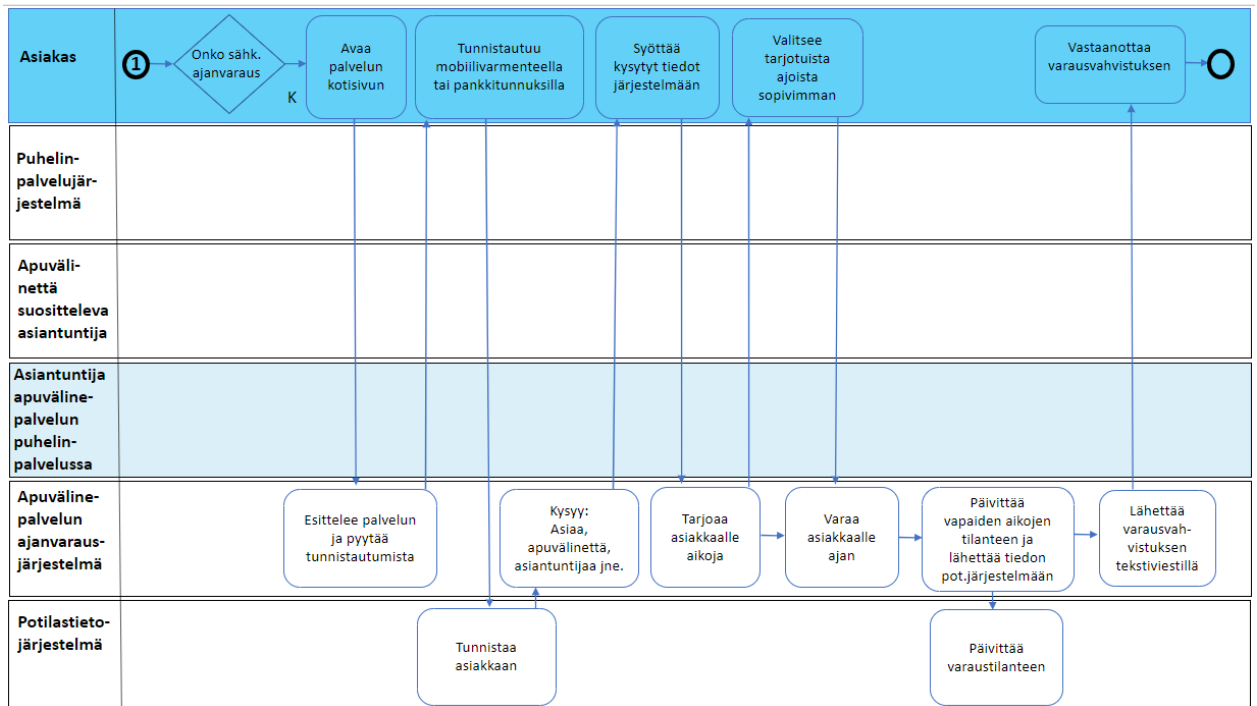 Asiakas
1
Onko sähk.
ajanvaraus
K
Avaa
palvelun
kotisivun
Tunnistautuu
mobiilivarmenteella
tai pankkitunnuksilla
Syöttää
kysytyt tiedot
järjestelmään
Valitsee
tarjotuista
ajoista
sopivimman
Vastaanottaa
varausvahvistuksen
Puhelin-
palvelujär-
jestelmä
Apuväli-
nettä
suositteleva
asiantuntija
Asiantuntija
apuväline-
palvelun
puhelin-
palvelussa
Apuväline-
palvelun
ajanvaraus-
järjestelmä
Esittelee palvelun
ja pyytää
tunnistautumista
Kysyy:
Asiaa,
apuvälinettä,
asiantuntijaa jne.
Tarjoaa
asiakkaalle
aikoja
Varaa
asiakkaalle
ajan
Päivittää
vapaiden aikojen
tilanteen ja
lähettää tiedon
pot.järjestelmään
Lähettää
varausvah-
vistuksen
tekstiviestillä
Potilastieto-
järjestelmä
Tunnistaa
asiakkaan
Päivittää
varaustilanteen